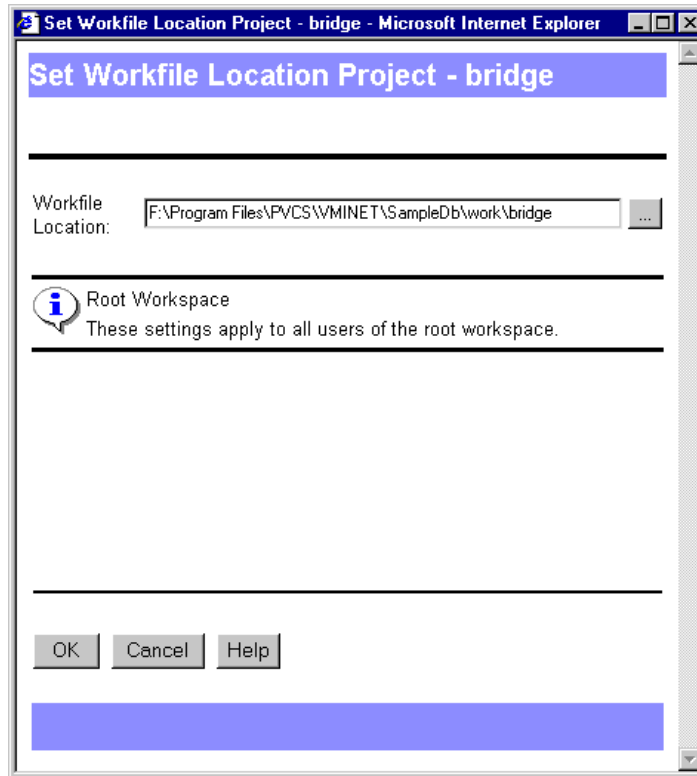 Set Workfile Location Project - bridge - Microsoft Internet Explorer
Set Workfile Location Project - bridge
Workfile
Location:
F:\Program Files\PVCS\VMINET\SampleDb\work\bridge
...
Root Workspace
These settings apply to all users of the root workspace.
OK
Cancel
Help